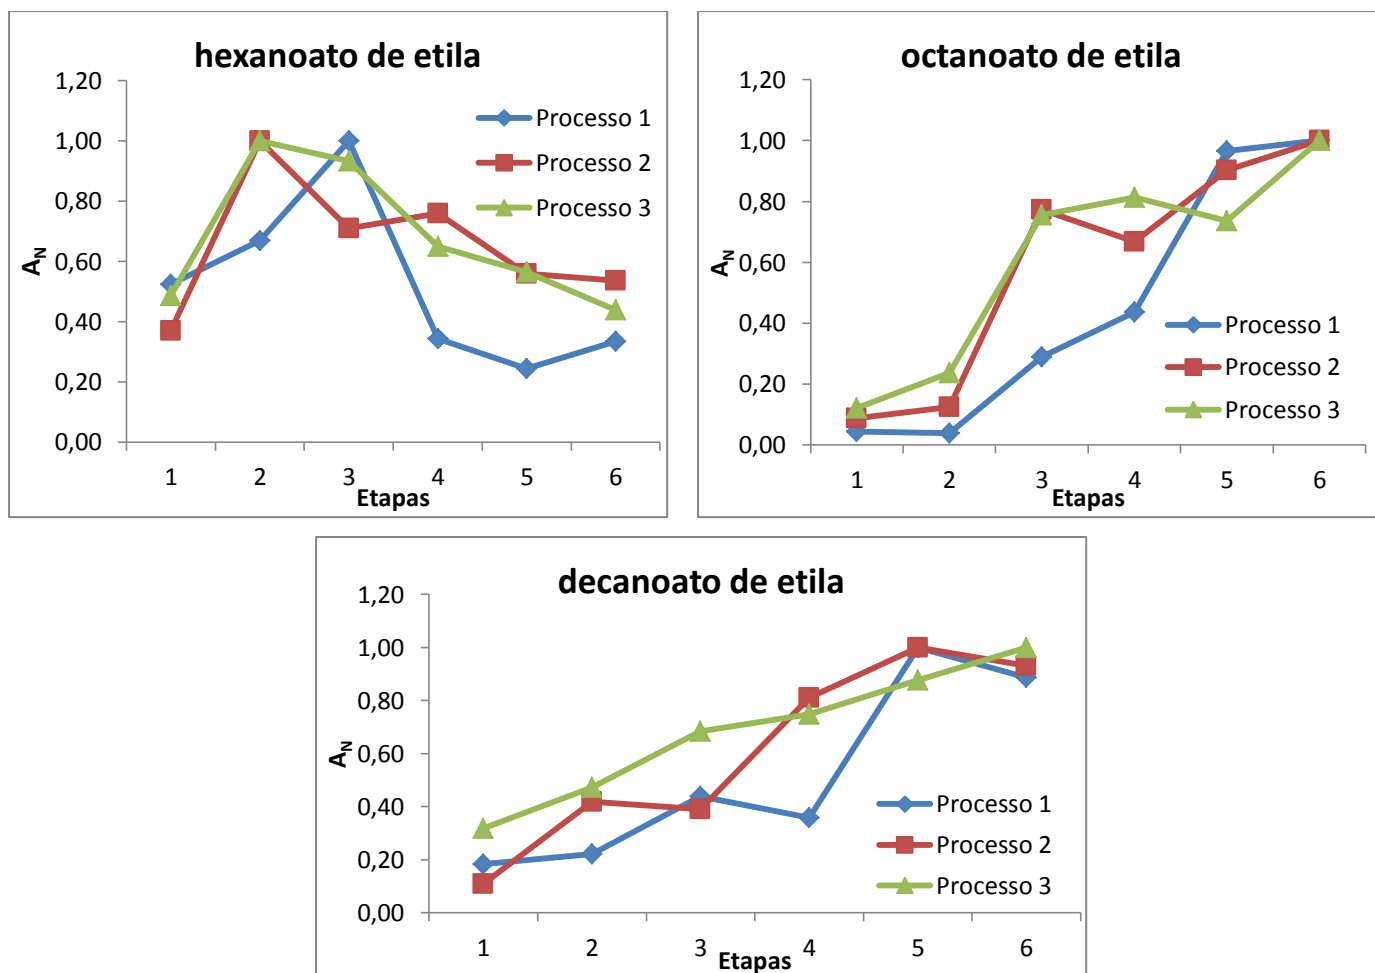 hexanoato de etila
1,20
1,00
0,80
0,60
0,40
0,20
0,00
A_N
1 2 3 4 5 6
Etapas
Processo 1
Processo 2
Processo 3
octanoato de etila
1,20
1,00
0,80
0,60
0,40
0,20
0,00
A_N
1 2 3 4 5 6
Etapas
Processo 1
Processo 2
Processo 3
decanoato de etila
1,20
1,00
0,80
0,60
0,40
0,20
0,00
A_N
1 2 3 4 5 6
Etapas
Processo 1
Processo 2
Processo 3